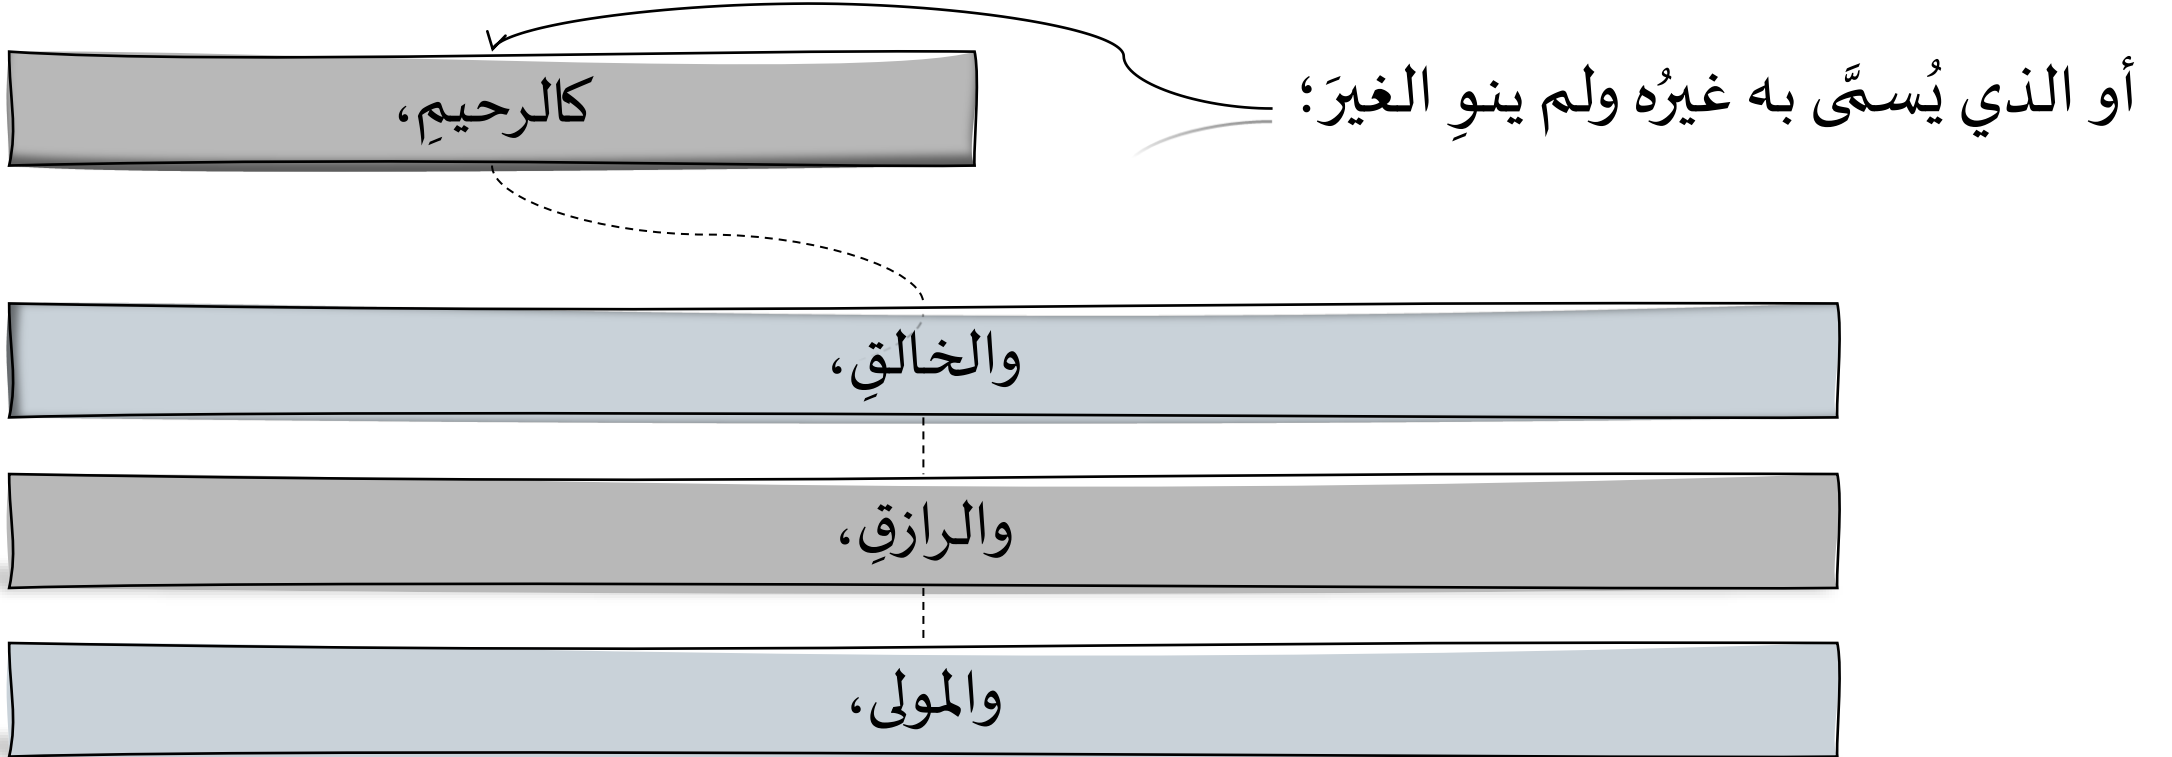 أو الذي يُسمَّى به غيرُه ولم ينوِ الغيرَ؛
كالرحيمِ،
والخالقِ،
والرازقِ،
والمولى،